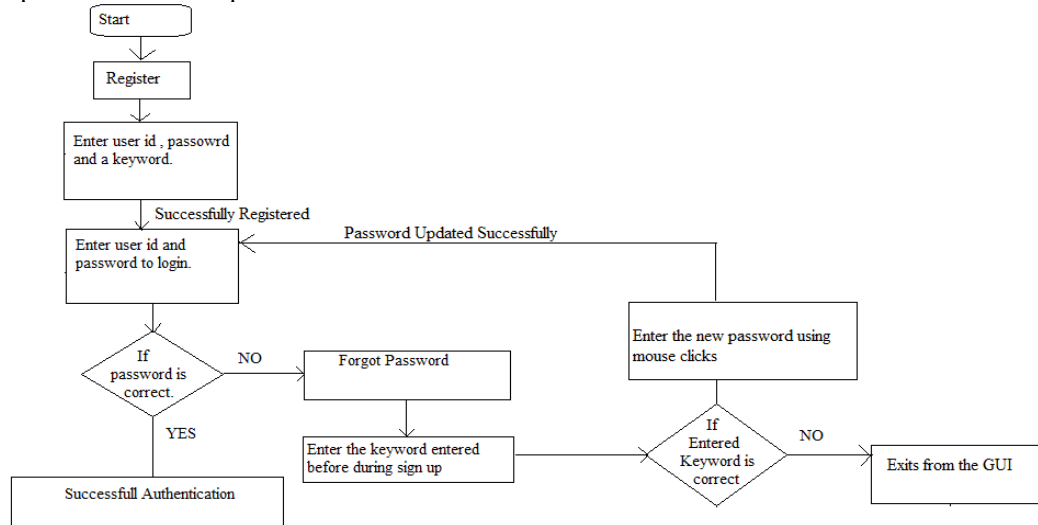 Start
Register
Enter user id , passowrd
and a keyword.
Successfully Registered
Enter user id and
password to login.
Password Updated Successfully
If
password is
correct.
NO
YES
Successfull Authentication
Forgot Password
Enter the keyword entered
before during sign up
Enter the new password using
mouse clicks
If
Entered
Keyword is
correct
NO
Exits from the GUI